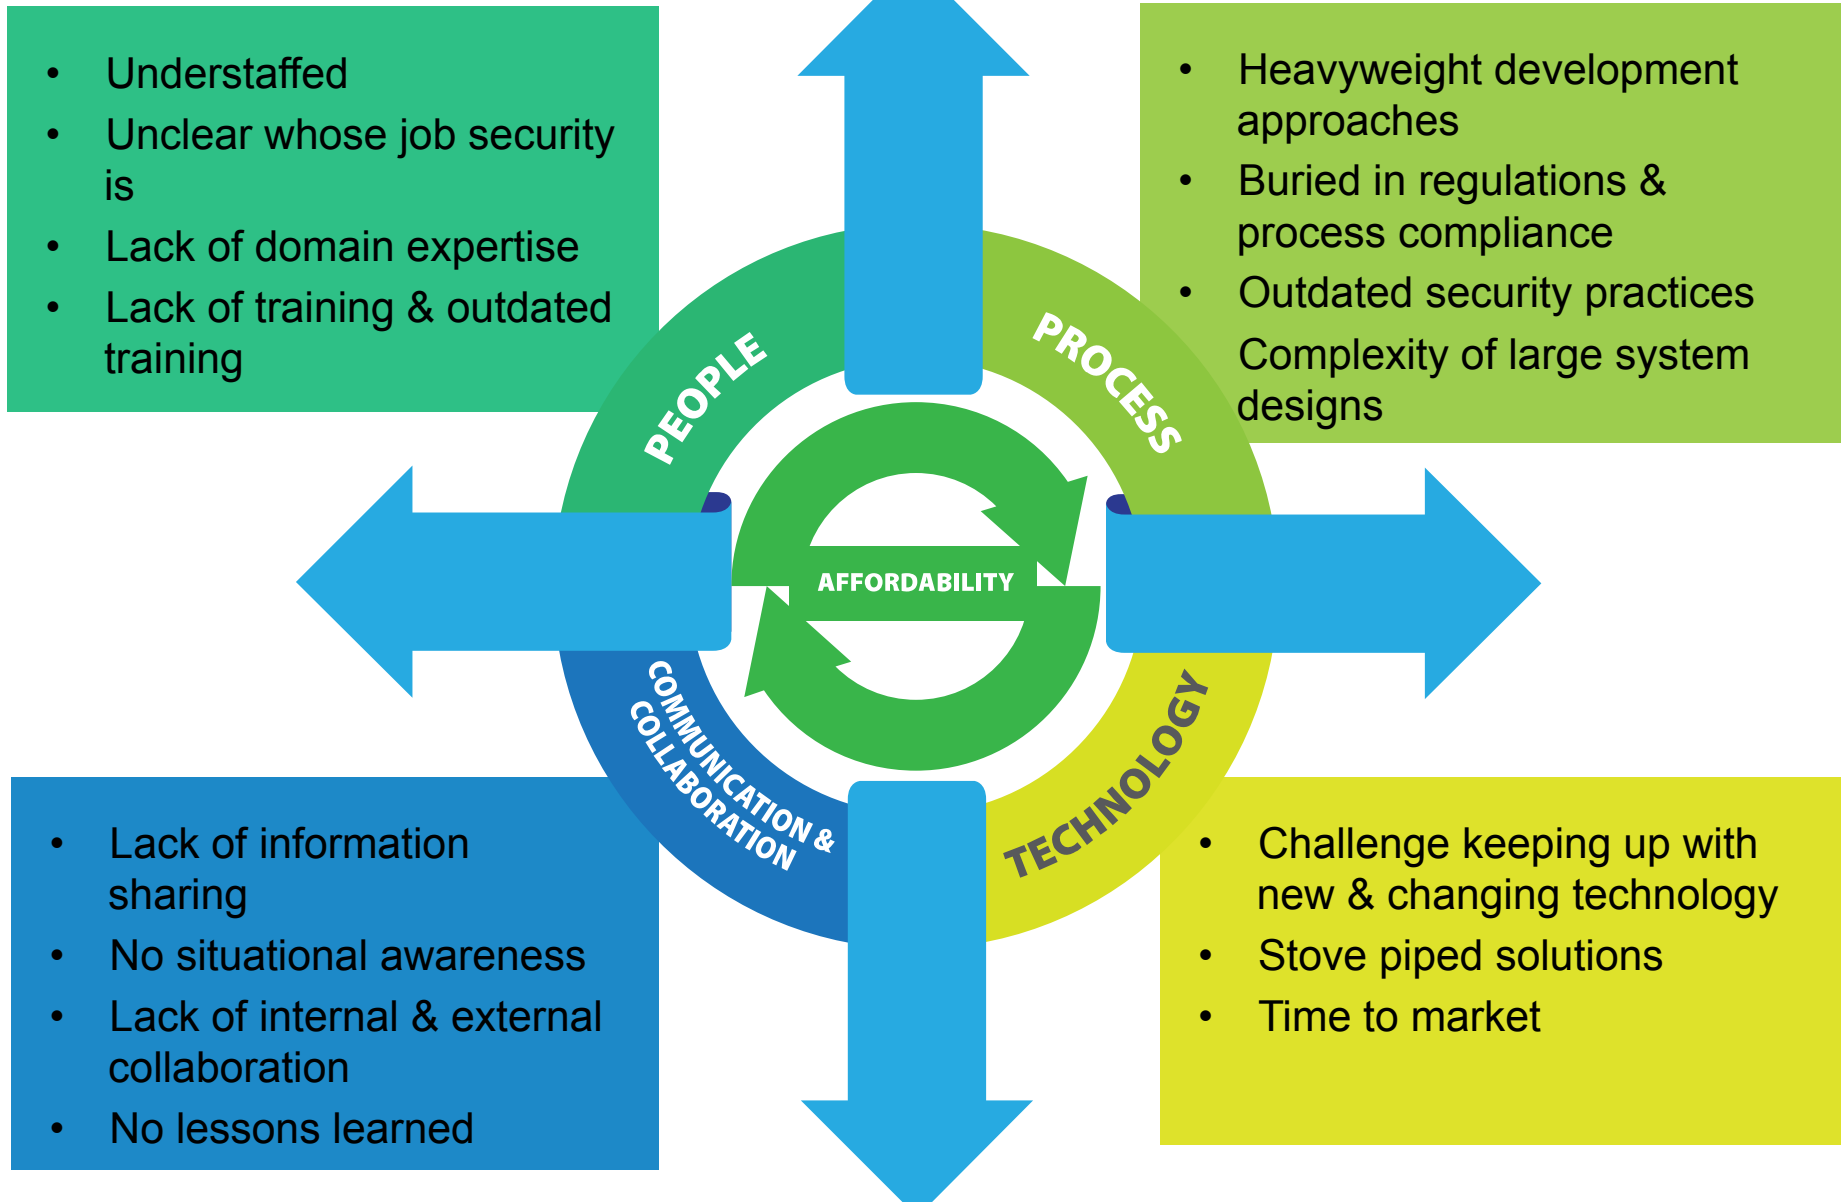 • Understaffed
• Unclear whose job security
is
• Lack of domain expertise
• Lack of training & outdated
training
• Heavyweight development
approaches
• Buried in regulations &
process compliance
• Outdated security practices
Complexity of large system
designs
PEOPLE
PROCESS
AFFORDABILITY
COMMUNICATION &
COLLABORATION
TECHNOLOGY
• Lack of information
sharing
• No situational awareness
• Lack of internal & external
collaboration
• No lessons learned
• Challenge keeping up with
new & changing technology
• Stove piped solutions
• Time to market